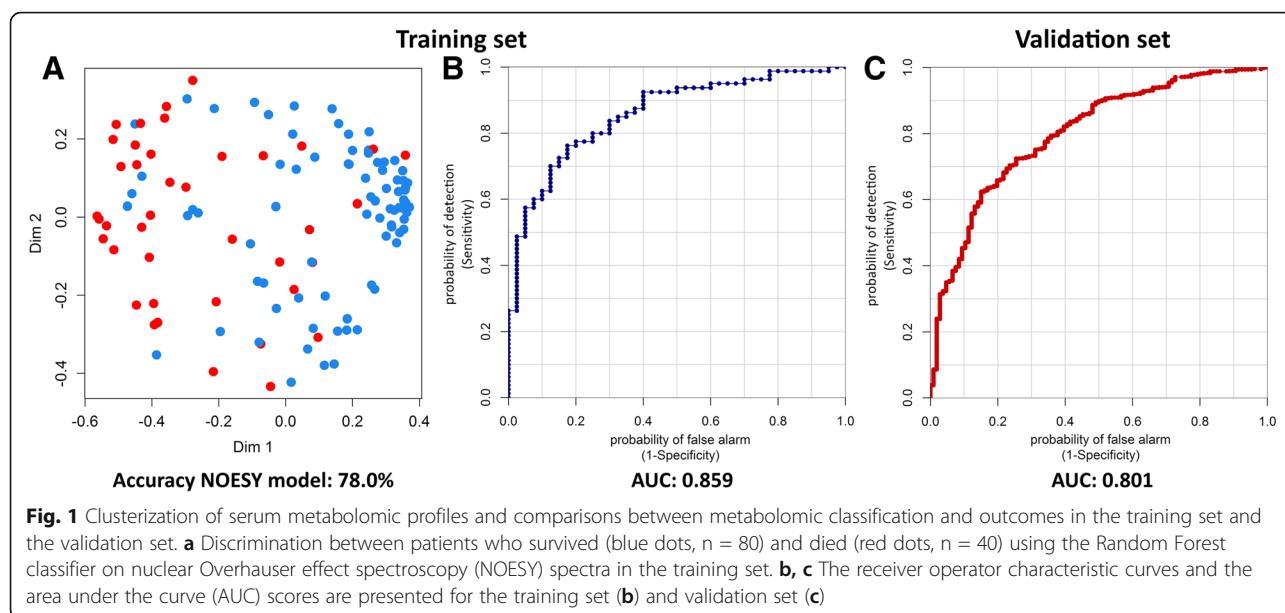 Training set
Validation set
A
B
C
Dim 2
0.2
0.0
-0.2
-0.4
-0.6
-0.4
-0.2
0.0
0.2
0.4
Dim 1
Accuracy NOESY model: 78.0%
probability of detection
(Sensitivity)
1.0
0.8
0.6
0.4
0.2
0.0
0.0
0.2
0.4
0.6
0.8
1.0
probability of false alarm
(1-Specificity)
AUC: 0.859
probability of detection
(Sensitivity)
1.0
0.8
0.6
0.4
0.2
0.0
0.0
0.2
0.4
0.6
0.8
1.0
probability of false alarm
(1-Specificity)
AUC: 0.801
Fig. 1 Clusterization of serum metabolomic profiles and comparisons between metabolomic classification and outcomes in the training set and
the validation set. a Discrimination between patients who survived (blue dots, n = 80) and died (red dots, n = 40) using the Random Forest
classifier on nuclear Overhauser effect spectroscopy (NOESY) spectra in the training set. b, c The receiver operator characteristic curves and the
area under the curve (AUC) scores are presented for the training set (b) and validation set (c)